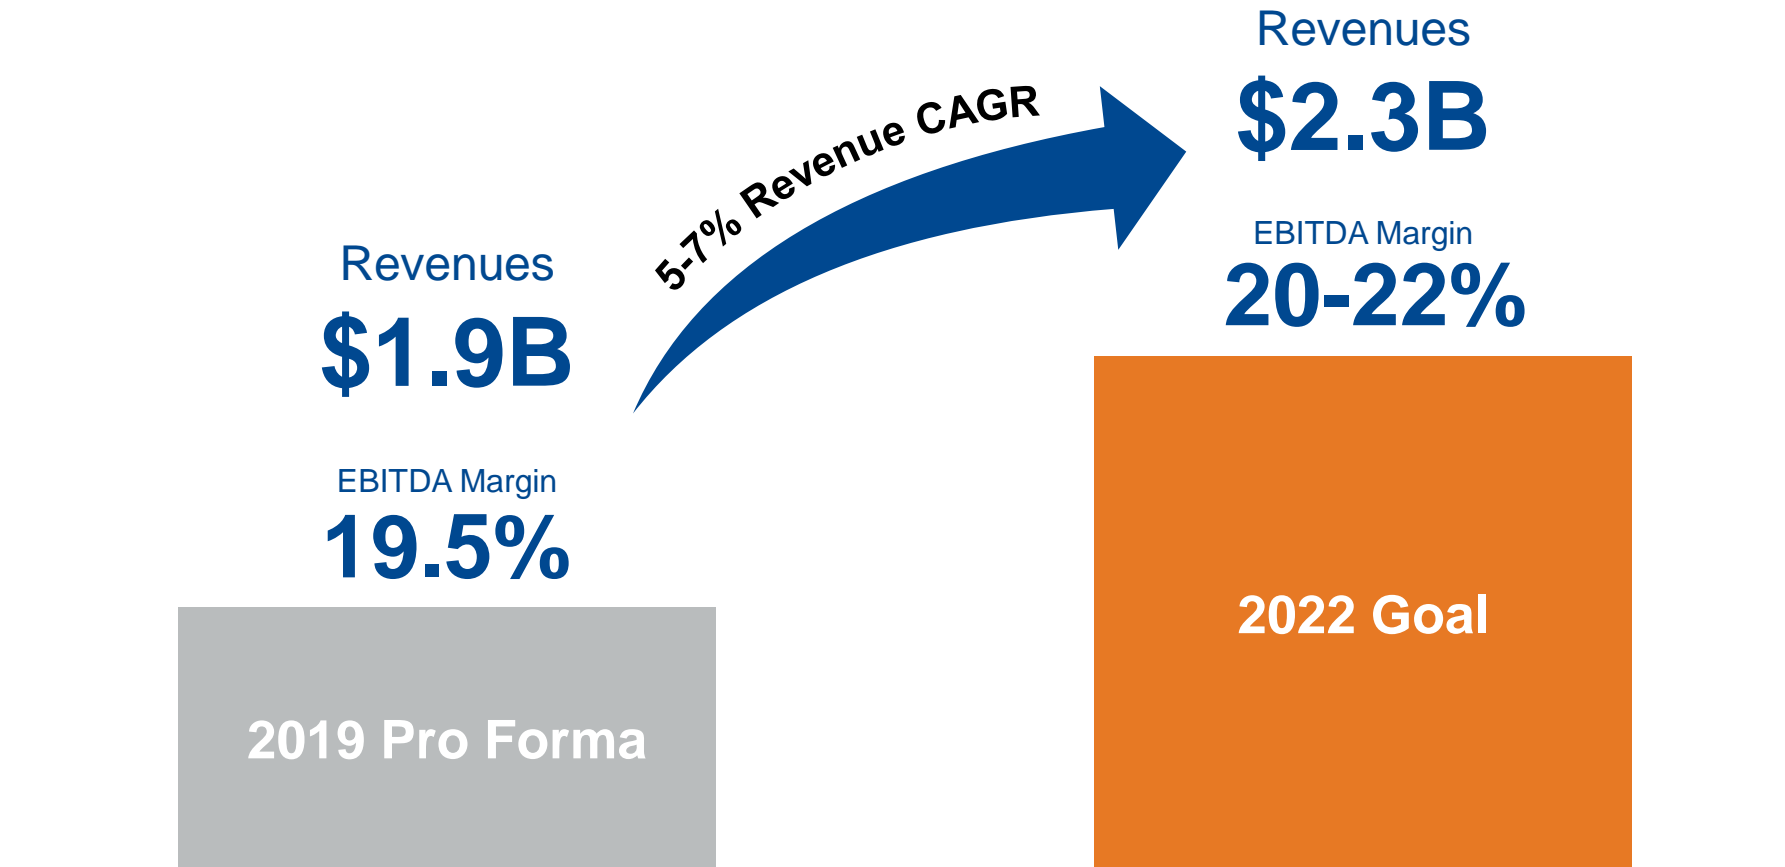 Revenues
$1.9B
EBITDA Margin
19.5%
2019 Pro Forma
5-7% Revenue CAGR
Revenues
$2.3B
EBITDA Margin
20-22%
2022 Goal